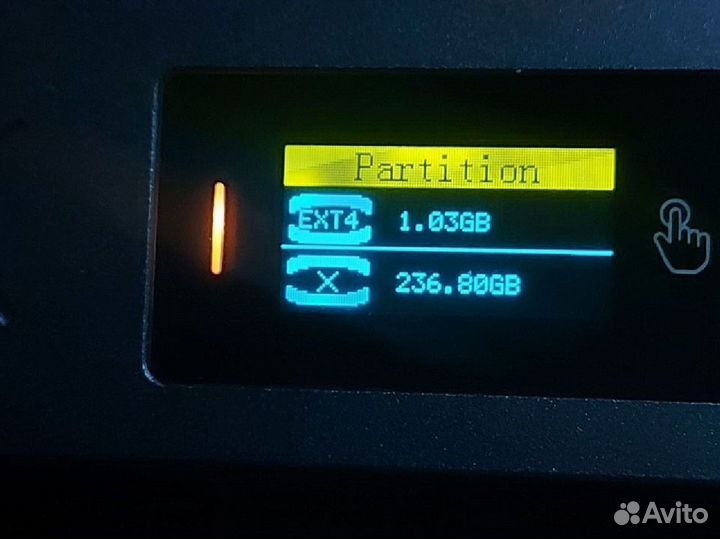 Partition
EXT4 1.03GB
X 236.80GB
Avito